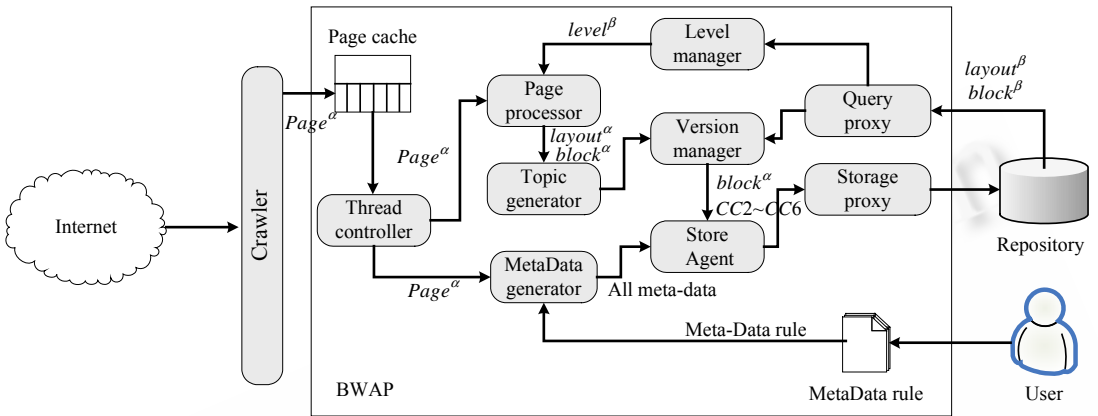 Page cache
level^β
Level
manager
layout^β
block^β
Page^α
Page
processor
Query
proxy
layout^α
block^α
Version
manager
Page^α
Topic
generator
block^α
CC2~CC6
Storage
proxy
Internet
Crawler
Thread
controller
Store
Agent
Repository
MetaData
generator
Page^α
All meta-data
Meta-Data rule
BWAP
MetaData rule
User